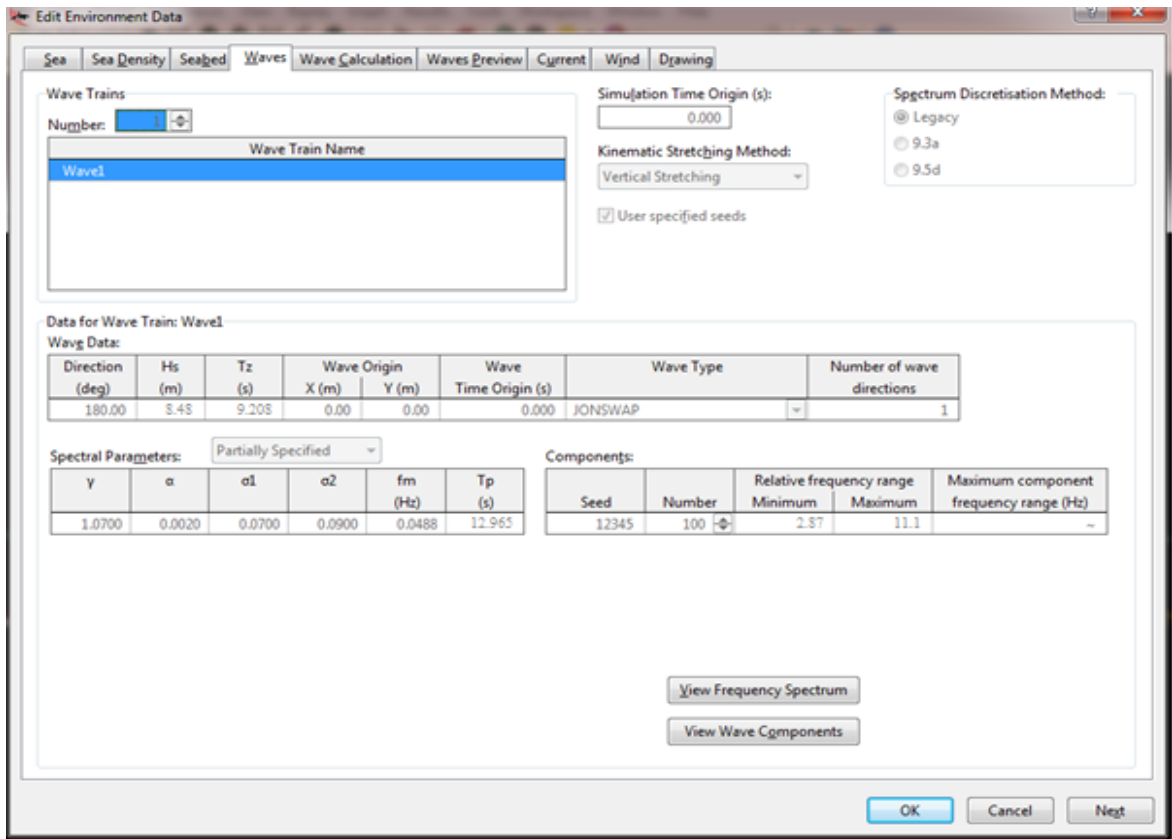 Edit Environment Data
Sea Sea Density Seabed Waves Wave Calculation Waves Preview Current Wind Drawing
Wave Trains
Number: 1
Wave Train Name
Wave1
Simulation Time Origin (s):
0.000
Kinematic Stretching Method:
Vertical Stretching
User specified seeds
Spectrum Discretisation Method:
Legacy
9.3a
9.5d
Data for Wave Train: Wave1
Wave Data:
Direction Hs Tz Wave Origin Wave Wave Type Number of wave
(deg) (m) (s) X (m) Y (m) Time Origin (s) directions
180.00 8.48 9.208 0.00 0.00 0.000 JONSWAP 1
Spectral Parameters: Partially Specified
γ α σ1 σ2 fm Tp
(Hz) (s)
1.0700 0.0020 0.0700 0.0900 0.0488 12.965
Components:
Relative frequency range Maximum component
Seed Number Minimum Maximum frequency range (Hz)
12345 100 2.87 11.1 ~
View Frequency Spectrum
View Wave Components
OK Cancel Next